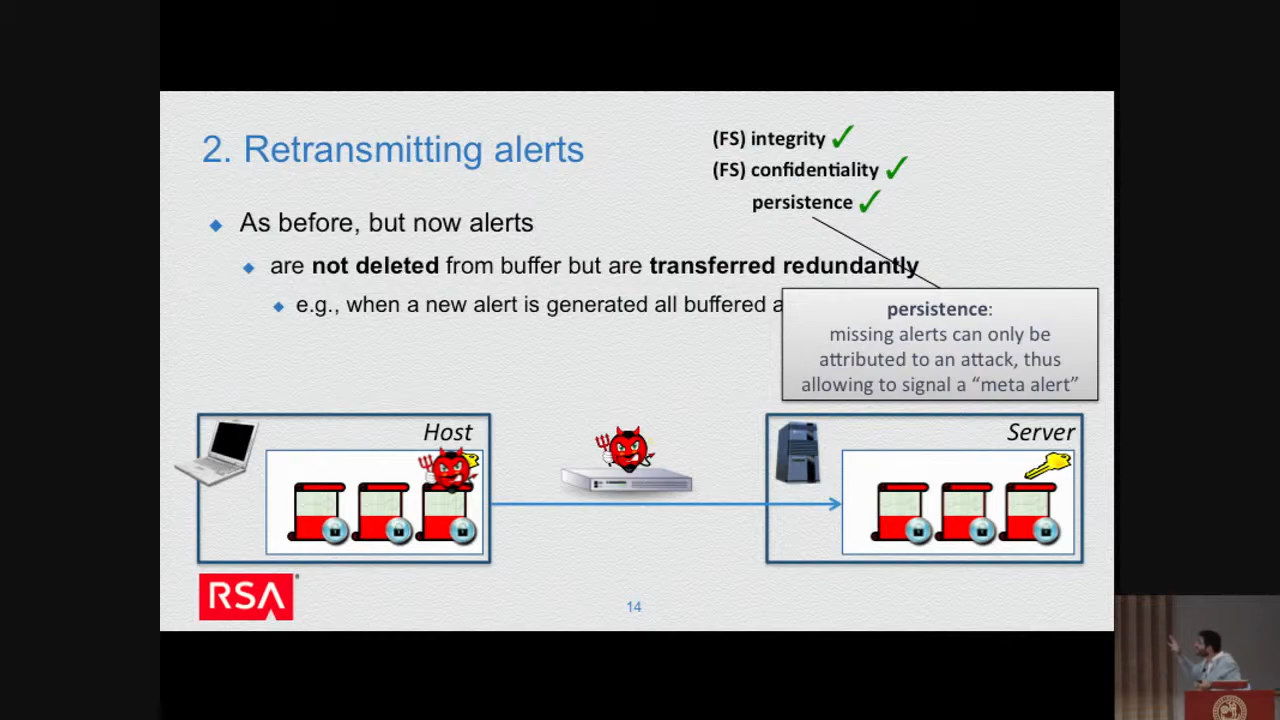 2. Retransmitting alerts
(FS) integrity ✓
(FS) confidentiality ✓
persistence ✓
As before, but now alerts
are not deleted from buffer but are transferred redundantly
e.g., when a new alert is generated all buffered
persistence:
missing alerts can only be
attributed to an attack, thus
allowing to signal a “meta alert”
Host
Server
RSA
14